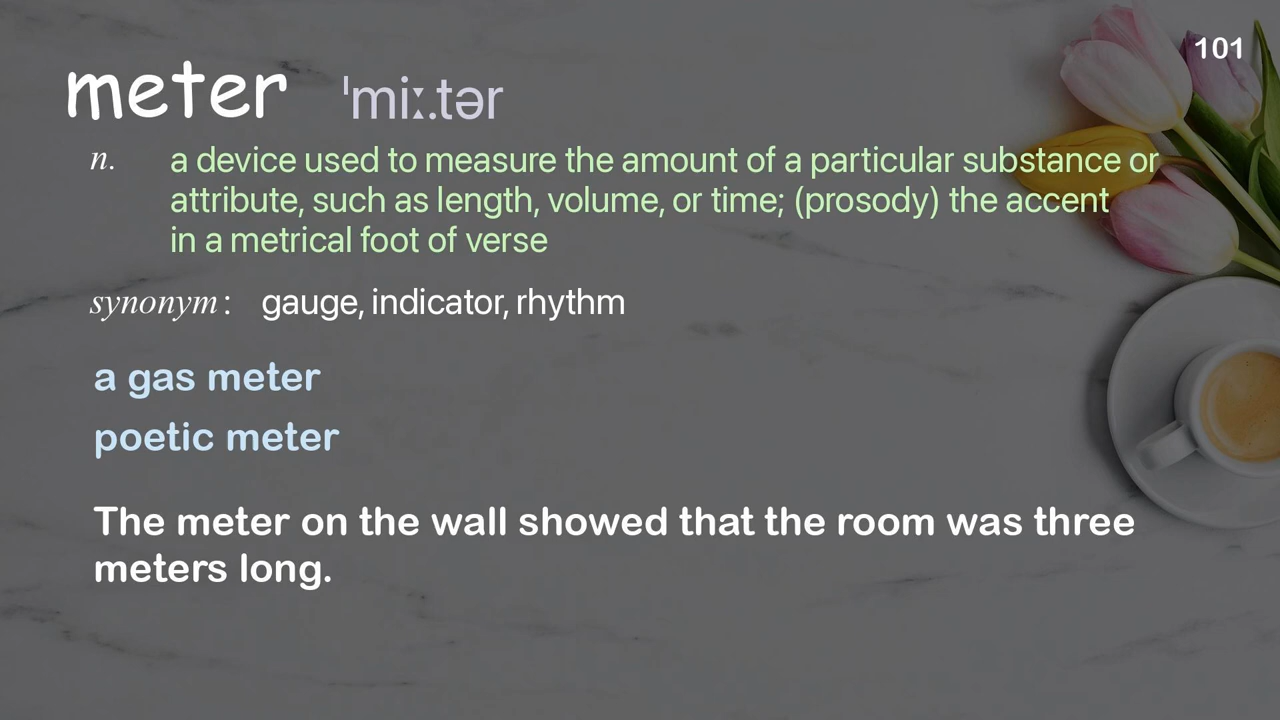 101
meter ˈmiː.tər
n. a device used to measure the amount of a particular substance or
attribute, such as length, volume, or time; (prosody) the accent
in a metrical foot of verse
synonym: gauge, indicator, rhythm
a gas meter
poetic meter
The meter on the wall showed that the room was three
meters long.